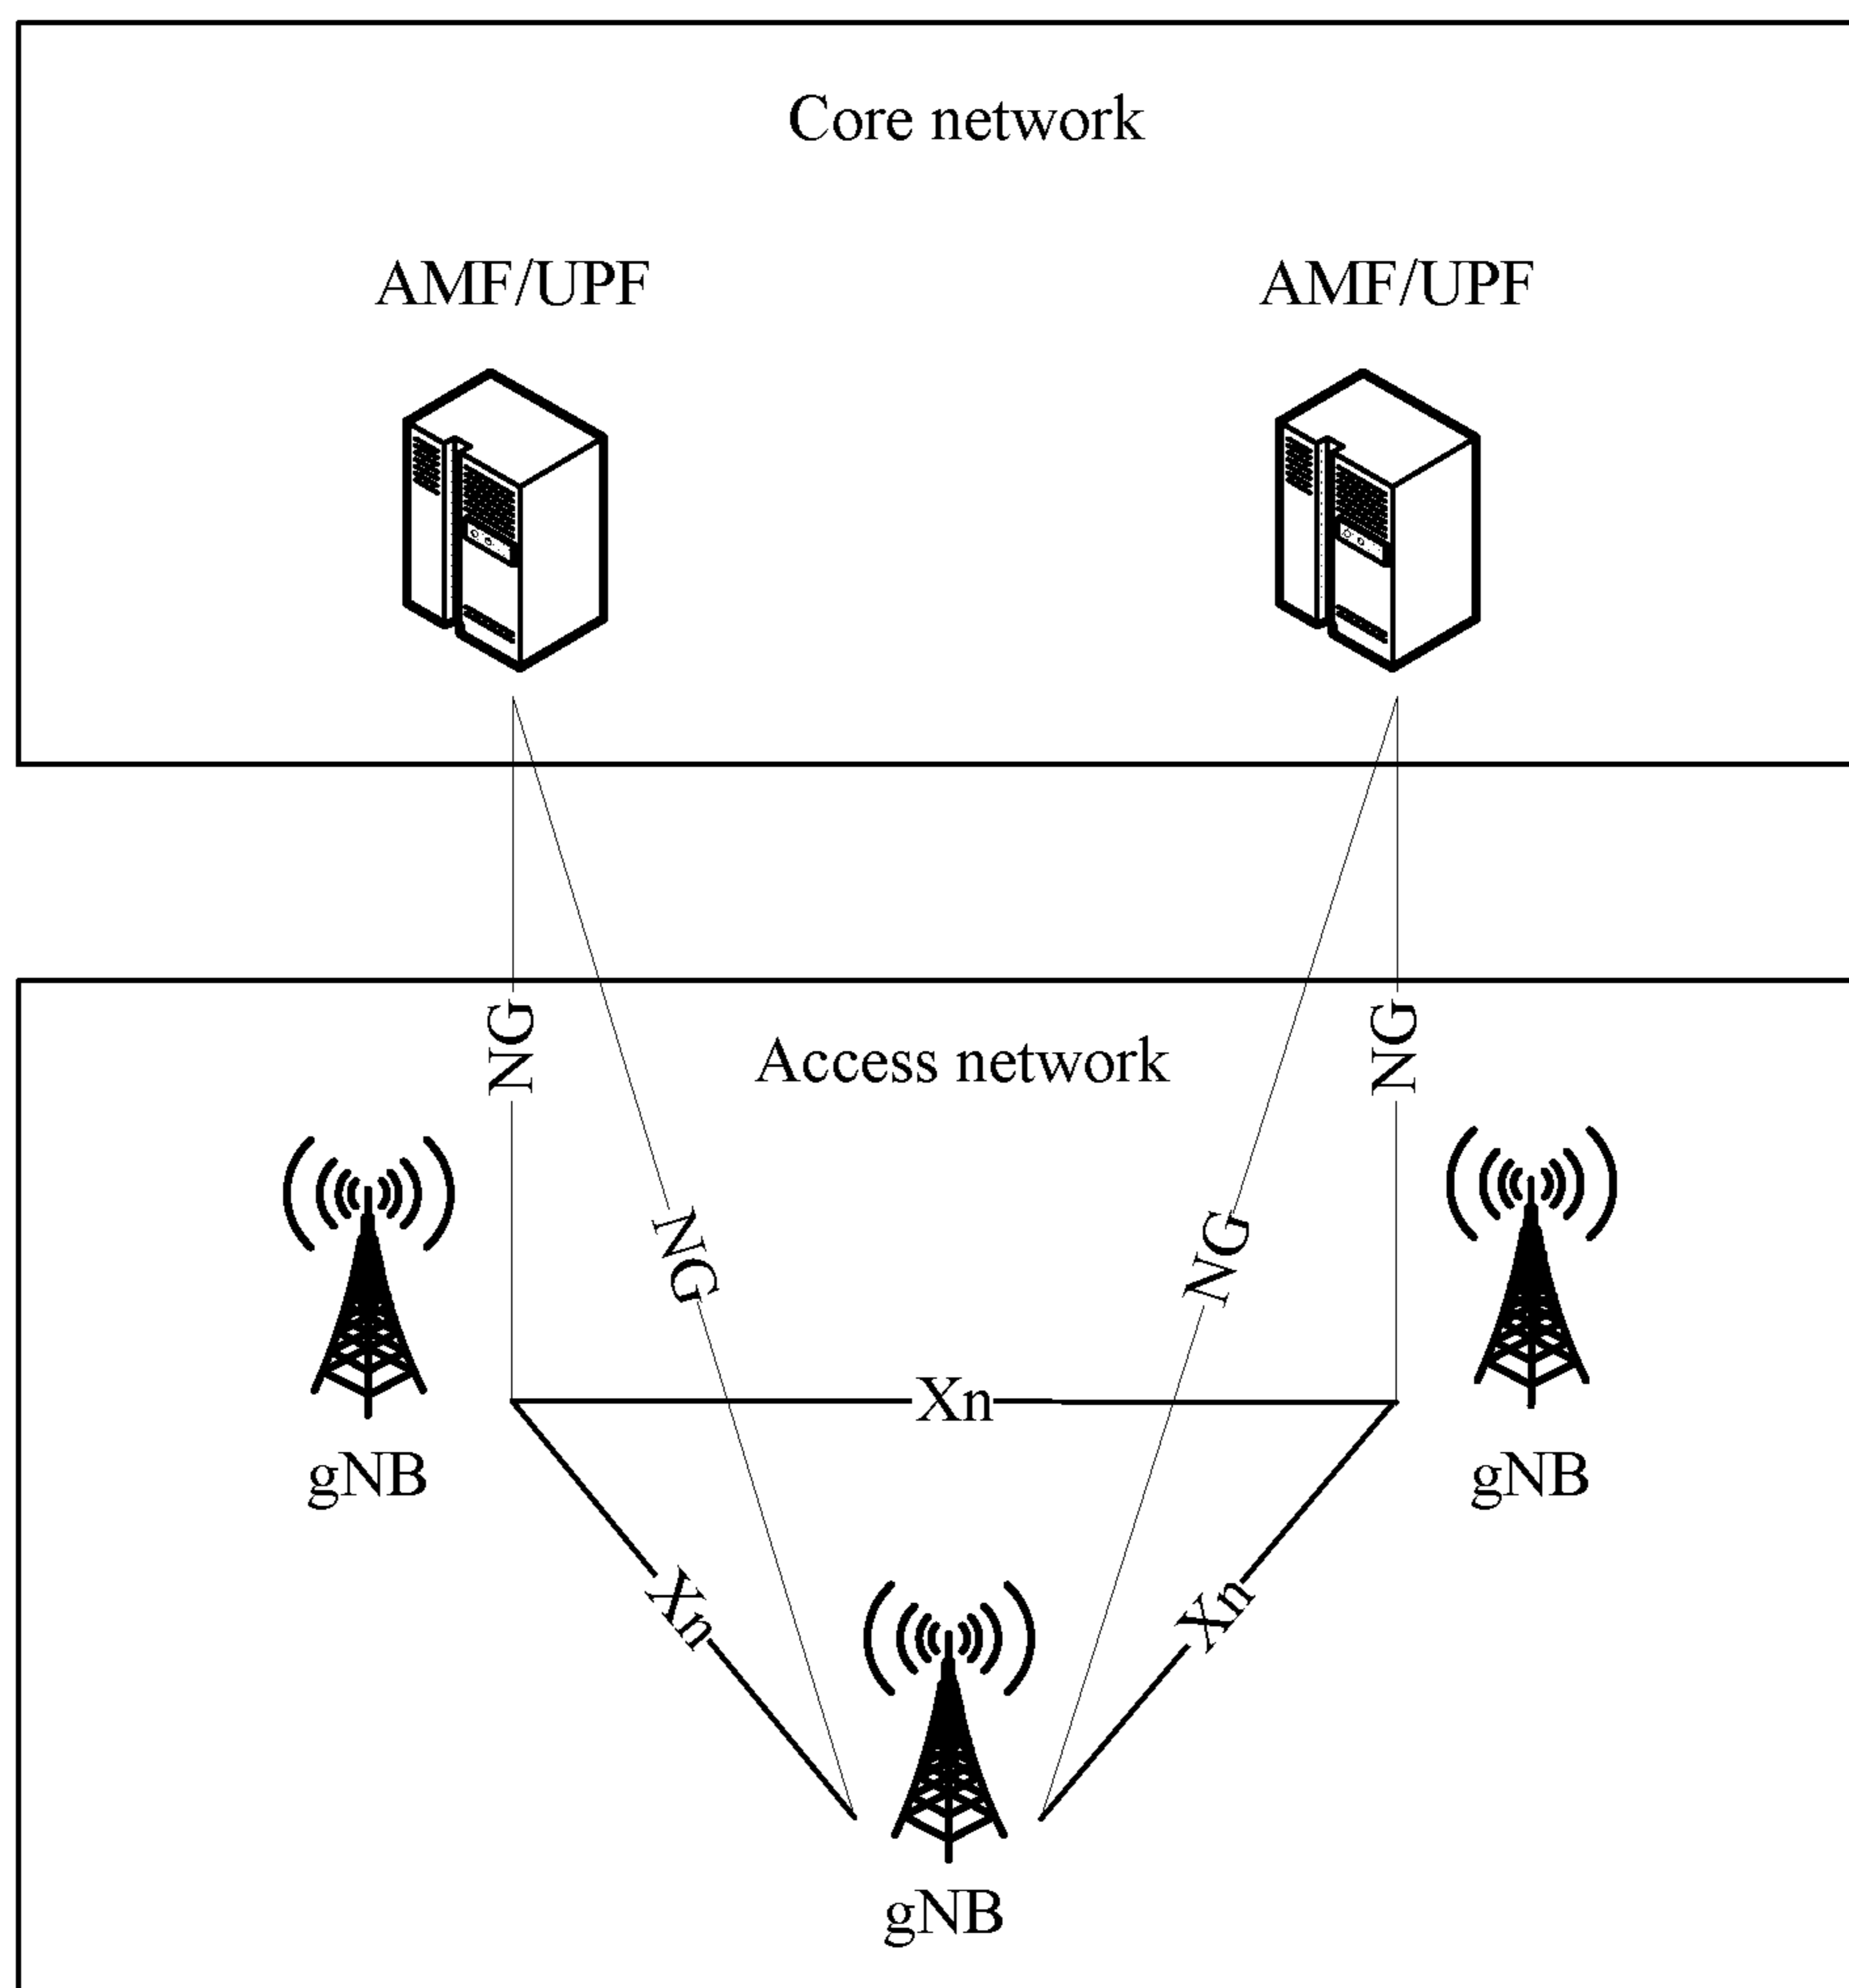 Core network
AMF/UPF
AMF/UPF
NG
NG
Access network
NG
NG
Xn
gNB
gNB
Xn
Xn
gNB